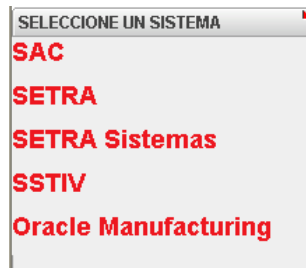 SELECCIONE UN SISTEMA
SAC
SETRA
SETRA Sistemas
SSTIV
Oracle Manufacturing